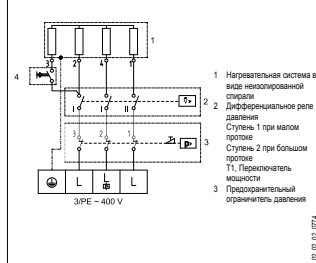 1
3 2 4 1
4
I I II
2
3 2 1
3
P>
L L L
3/PE ~ 400 V
1 Нагревательная система в
виде неизолированной
спирали
2 Дифференциальное реле
давления
Ступень 1 при малом
протоке
Ступень 2 при большом
протоке
T1, Переключатель
мощности
3 Предохранительный
ограничитель давления